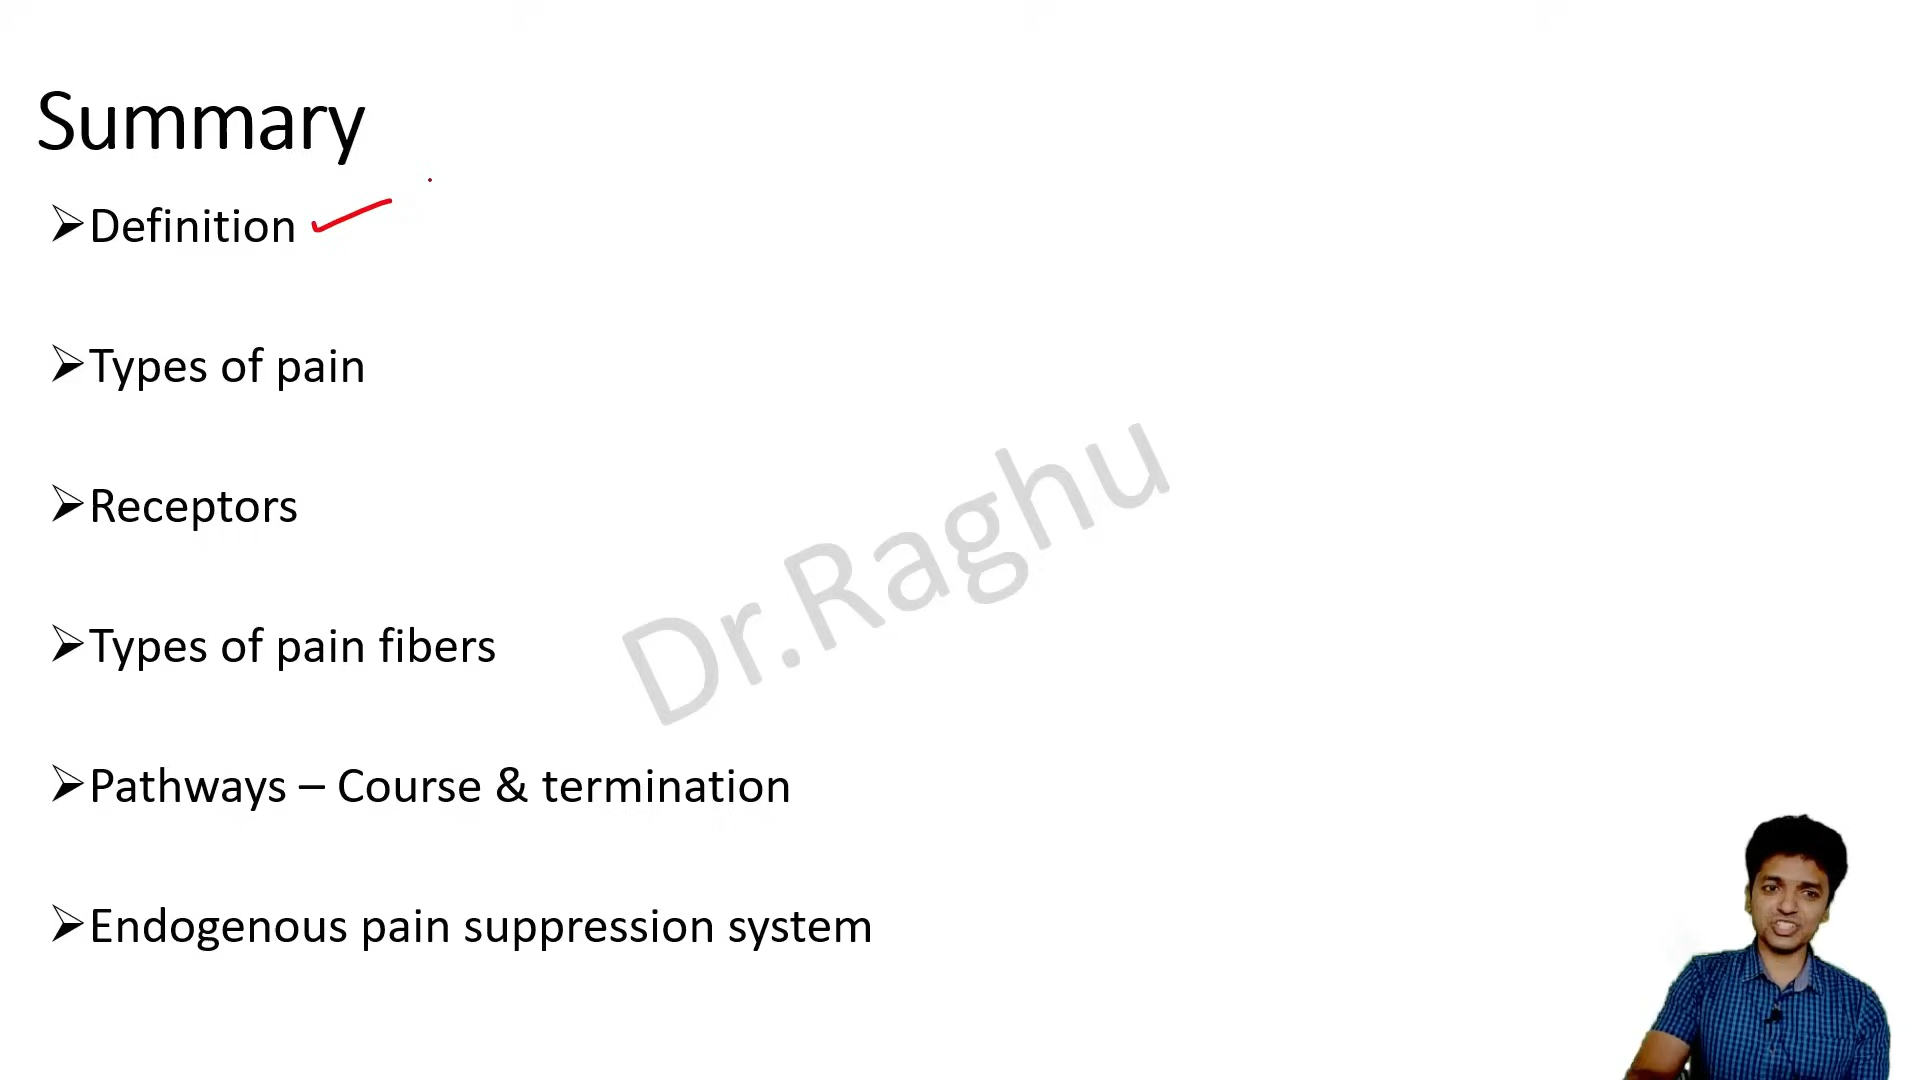 Summary
➢Definition
➢Types of pain
➢Receptors
➢Types of pain fibers
➢Pathways – Course & termination
➢Endogenous pain suppression system
Dr.Raghu